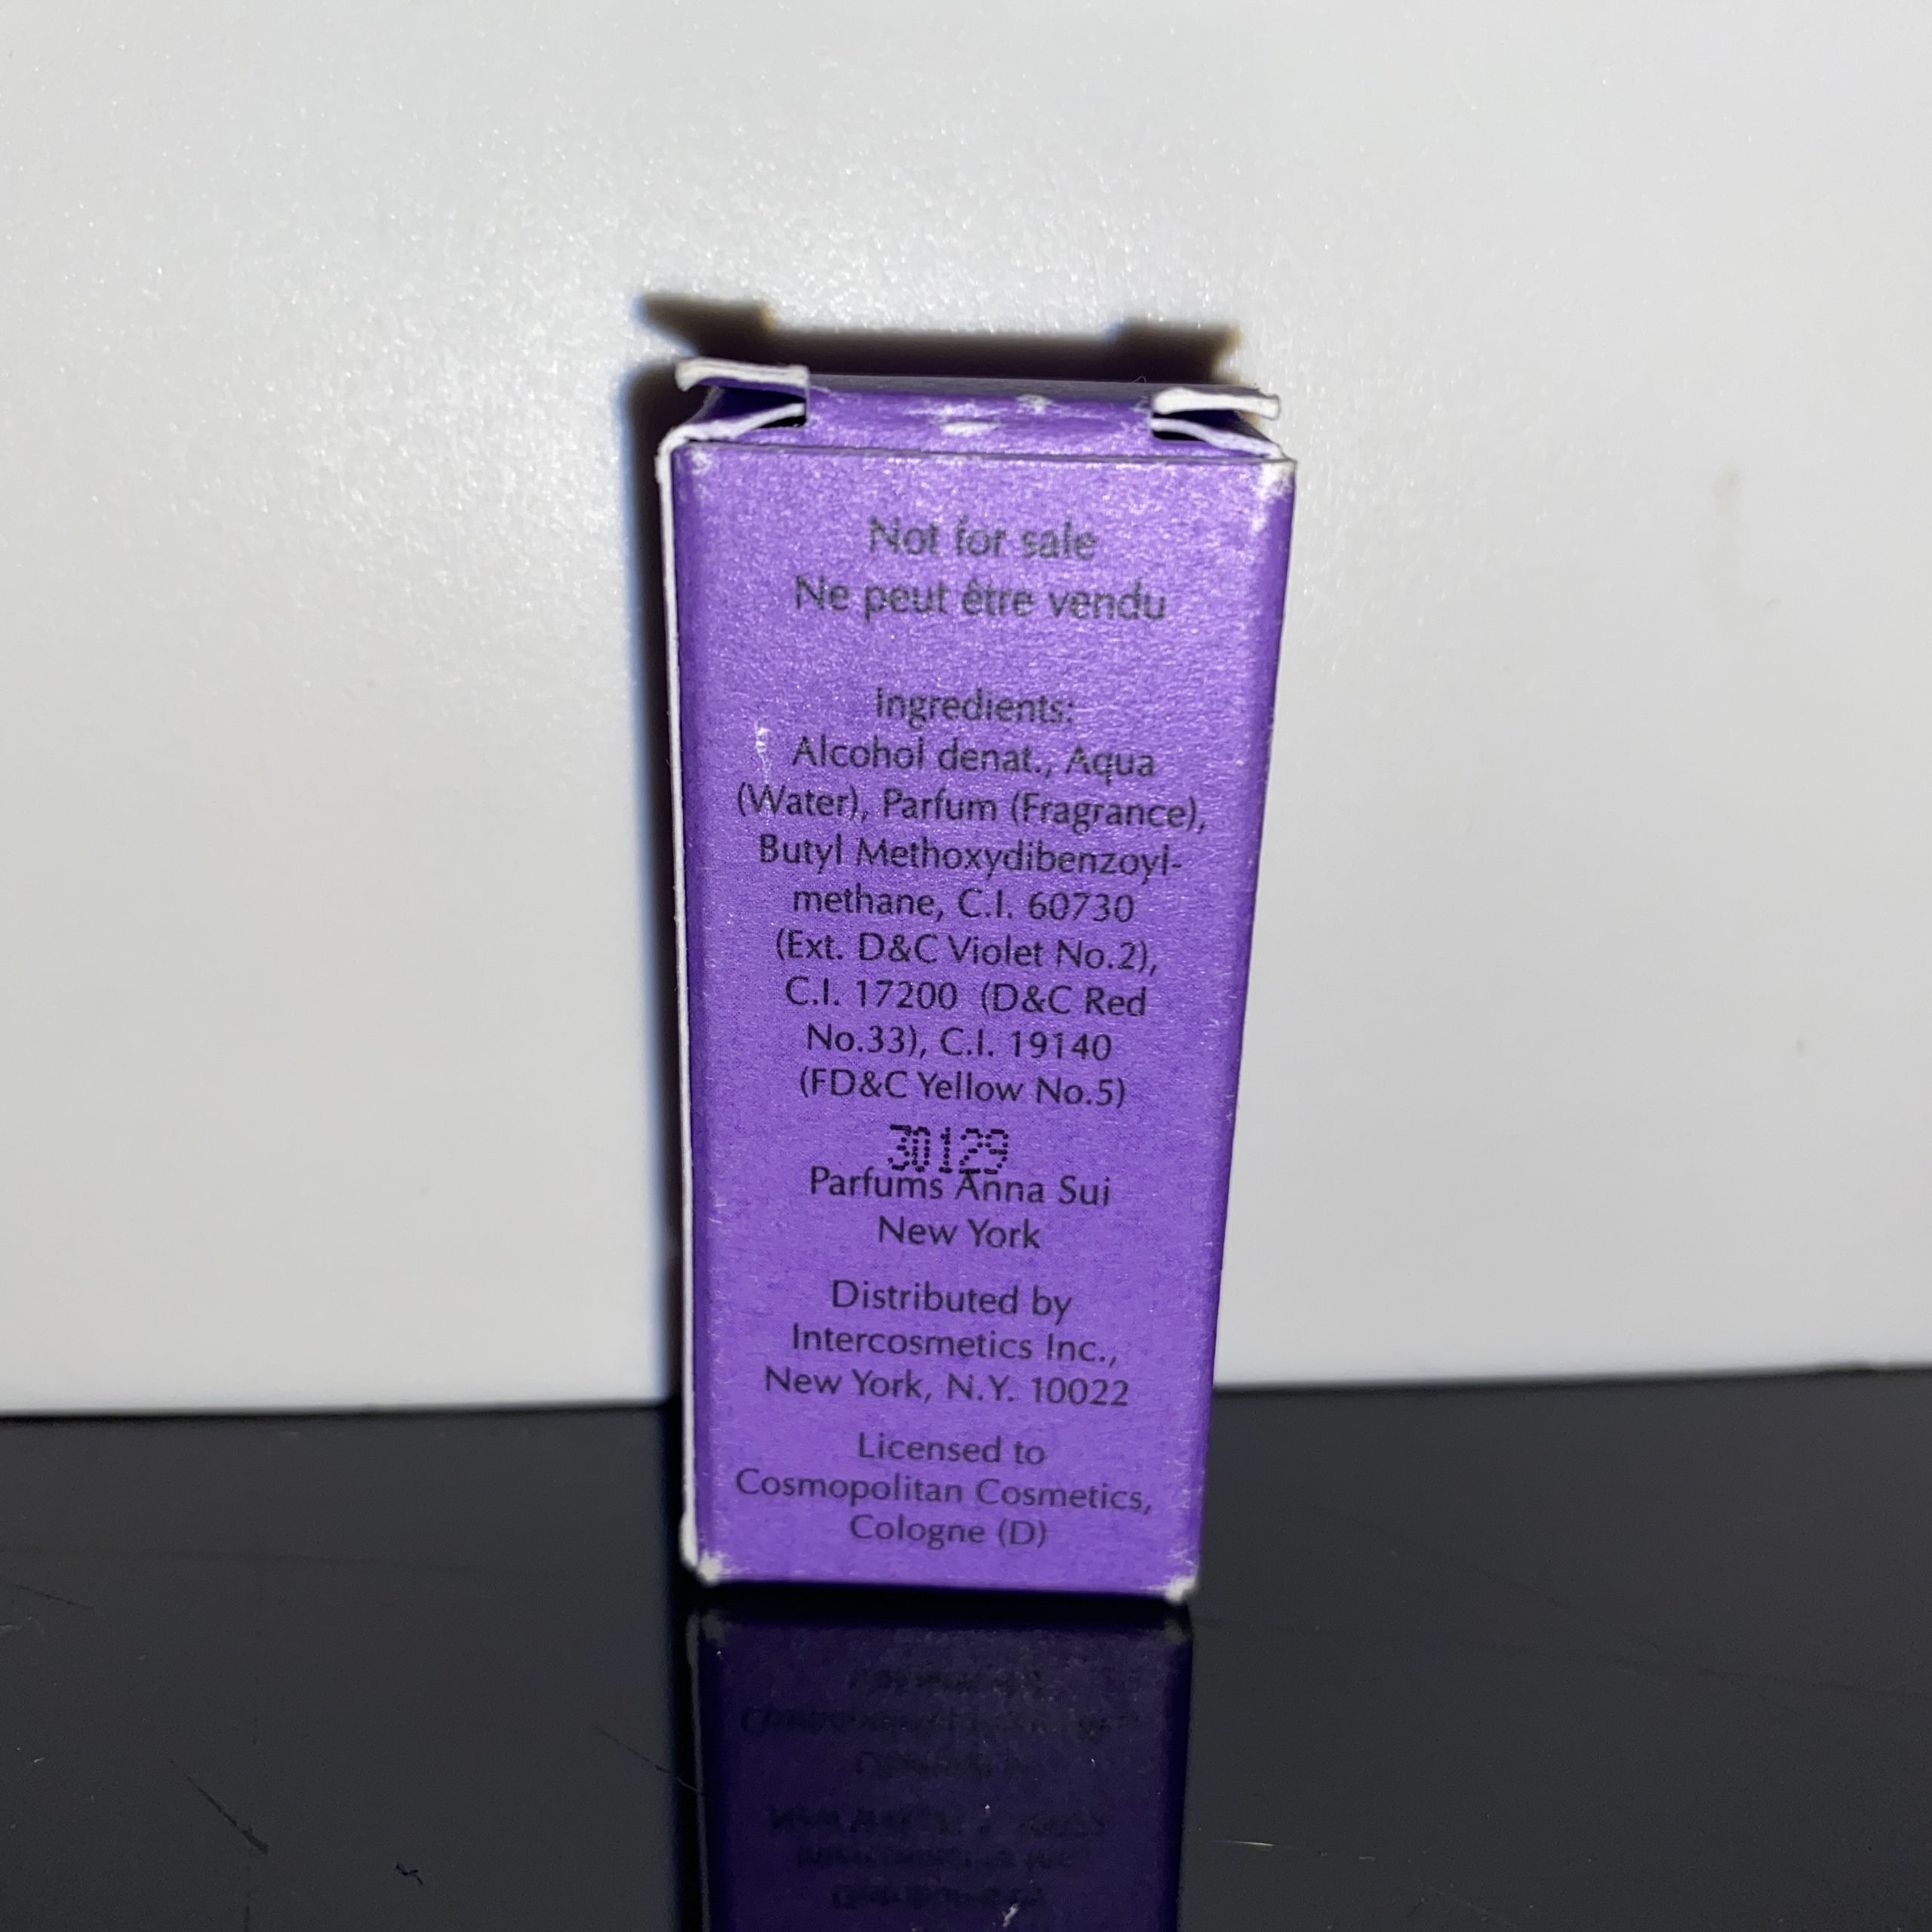 Not for sale
Ne peut être vendu
Ingredients:
Alcohol denat., Aqua
(Water), Parfum (Fragrance),
Butyl Methoxydibenzoyl-
methane, C.I. 60730
(Ext. D&C Violet No.2),
C.I. 17200 (D&C Red
No.33), C.I. 19140
(FD&C Yellow No.5)
30129
Parfums Anna Sui
New York
Distributed by
Intercosmetics Inc.,
New York, N.Y. 10022
Licensed to
Cosmopolitan Cosmetics,
Cologne (D)